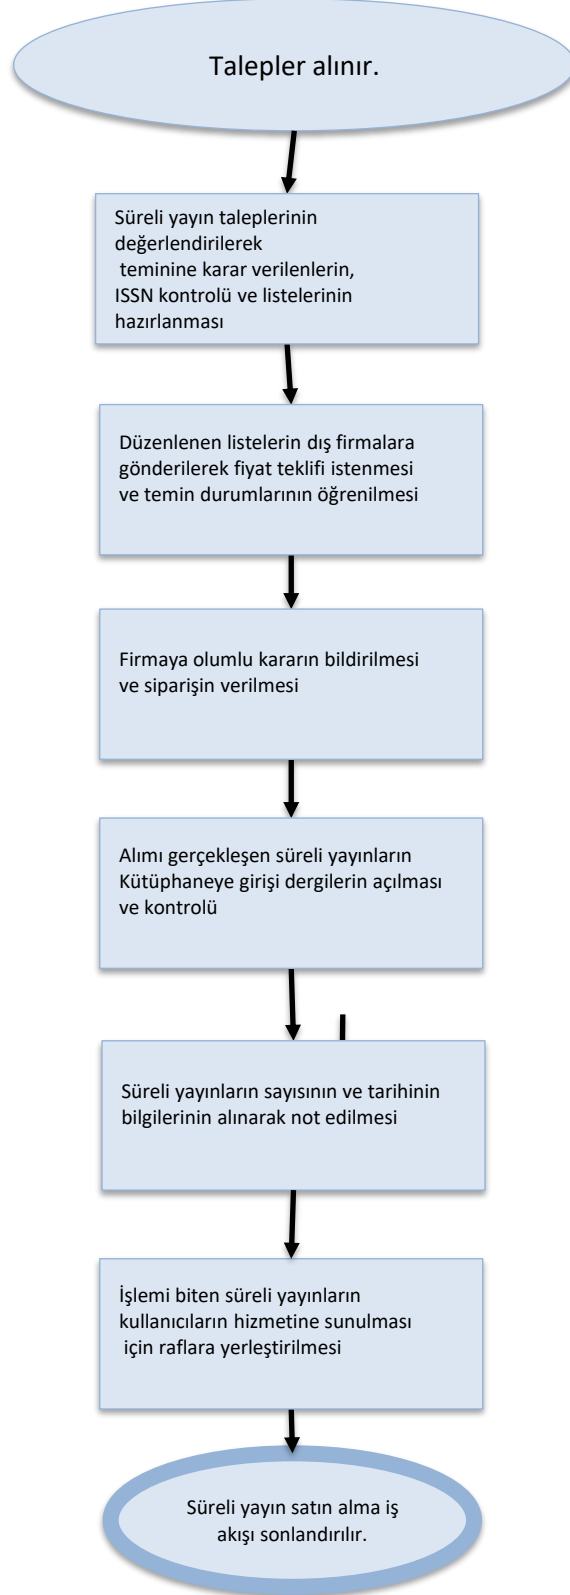 Talepler alınır.
Süreli yayın taleplerinin
değerlendirilerek
teminine karar verilenlerin,
ISSN kontrolü ve listelerinin
hazırlanması
Düzenlenen listelerin dış firmalara
gönderilerek fiyat teklifi istenmesi
ve temin durumlarının öğrenilmesi
Firmaya olumlu kararın bildirilmesi
ve siparişin verilmesi
Alımı gerçekleşen süreli yayınların
Kütüphaneye girişi dergilerin açılması
ve kontrolü
Süreli yayınların sayısının ve tarihinin
bilgilerinin alınarak not edilmesi
İşlemi biten süreli yayınların
kullanıcıların hizmetine sunulması
için raflara yerleştirilmesi
Süreli yayın satın alma iş
akışı sonlandırılır.